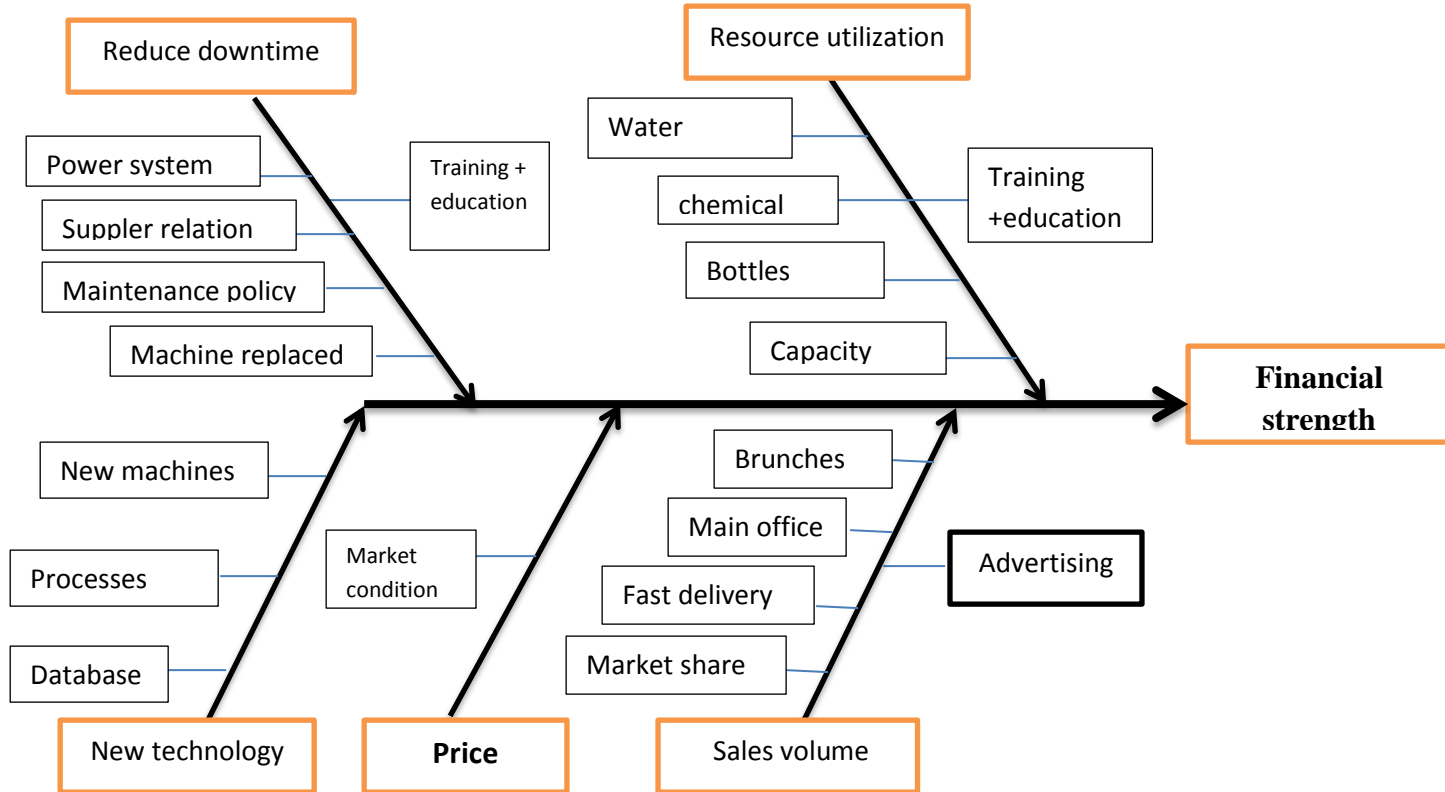 Reduce downtime
Resource utilization
Power system
Training +
education
Suppler relation
Maintenance policy
Machine replaced
Water
chemical
Training
+education
Bottles
Capacity
Financial
strength
New machines
Processes
Database
Market
condition
Brunches
Main office
Advertising
Fast delivery
Market share
New technology
Price
Sales volume